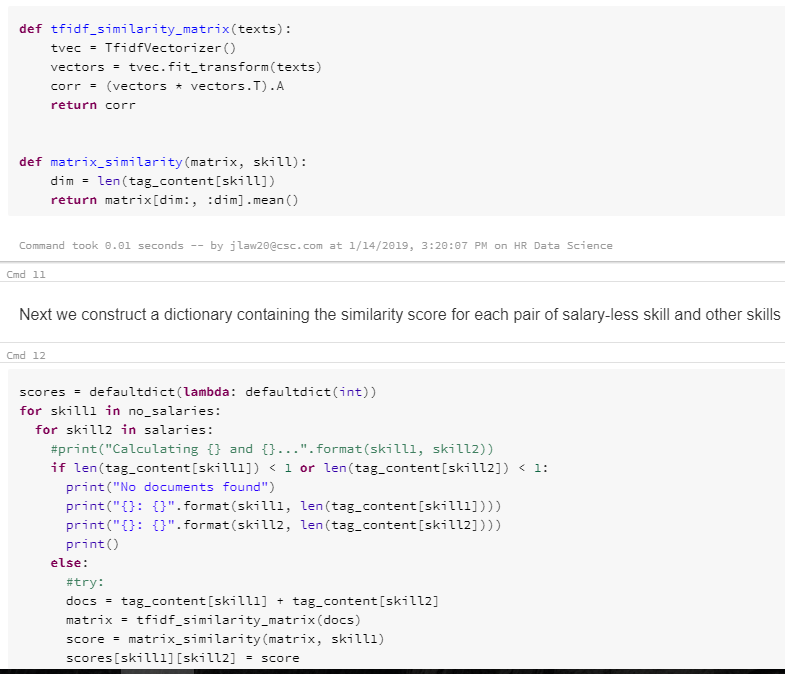 def tfidf_similarity_matrix(texts):
    tvec = TfidfVectorizer()
    vectors = tvec.fit_transform(texts)
    corr = (vectors * vectors.T).A
    return corr
def matrix_similarity(matrix, skill):
    dim = len(tag_content[skill])
    return matrix[dim:, :dim].mean()
Command took 0.01 seconds -- by jlaw20@csc.com at 1/14/2019, 3:20:07 PM on HR Data Science
Cmd 11
Next we construct a dictionary containing the similarity score for each pair of salary-less skill and other skills
Cmd 12
scores = defaultdict(lambda: defaultdict(int))
for skill1 in no_salaries:
  for skill2 in salaries:
    #print("Calculating {} and {}...".format(skill1, skill2))
    if len(tag_content[skill1]) < 1 or len(tag_content[skill2]) < 1:
      print("No documents found")
      print("{}: {}".format(skill1, len(tag_content[skill1])))
      print("{}: {}".format(skill2, len(tag_content[skill2])))
      print()
    else:
      #try:
      docs = tag_content[skill1] + tag_content[skill2]
      matrix = tfidf_similarity_matrix(docs)
      score = matrix_similarity(matrix, skill1)
      scores[skill1][skill2] = score